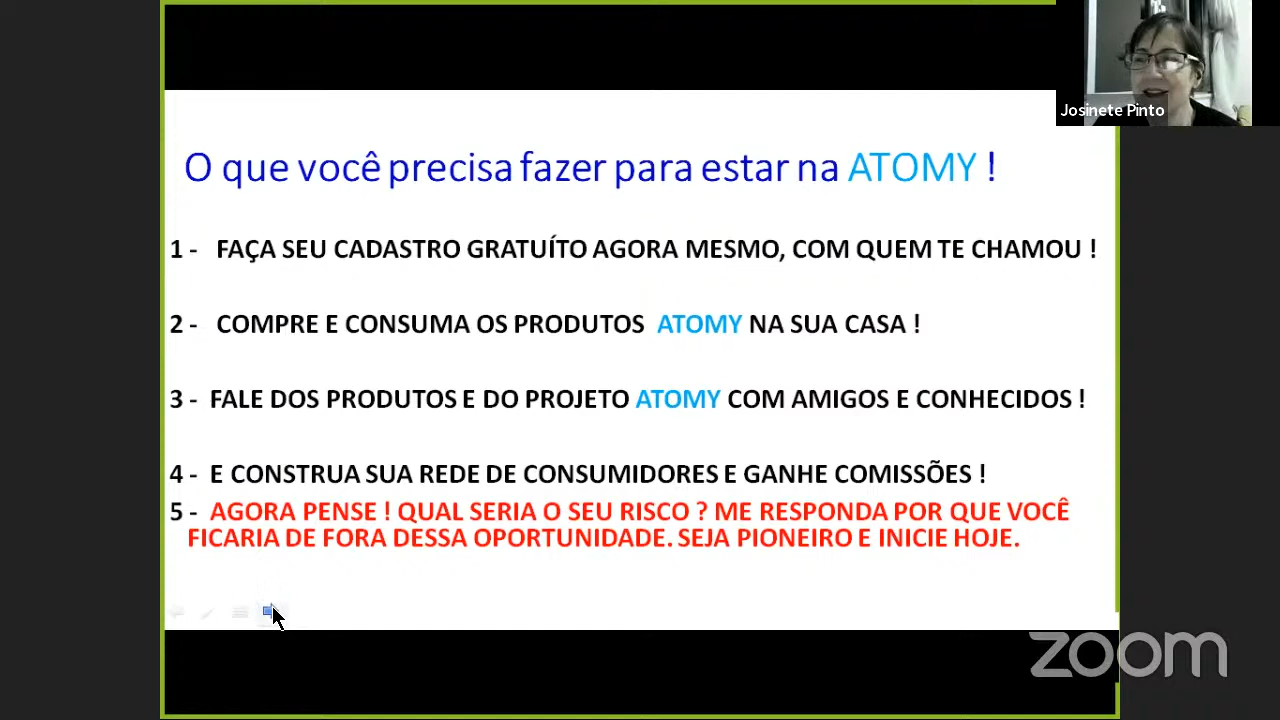 Josinete Pinto
O que você precisa fazer para estar na ATOMY !
1 - FAÇA SEU CADASTRO GRATUÍTO AGORA MESMO, COM QUEM TE CHAMOU !
2 - COMPRE E CONSUMA OS PRODUTOS ATOMY NA SUA CASA !
3 - FALE DOS PRODUTOS E DO PROJETO ATOMY COM AMIGOS E CONHECIDOS !
4 - E CONSTRUA SUA REDE DE CONSUMIDORES E GANHE COMISSÕES !
5 - AGORA PENSE ! QUAL SERIA O SEU RISCO ? ME RESPONDA POR QUE VOCÊ
FICARIA DE FORA DESSA OPORTUNIDADE. SEJA PIONEIRO E INICIE HOJE.
zoom